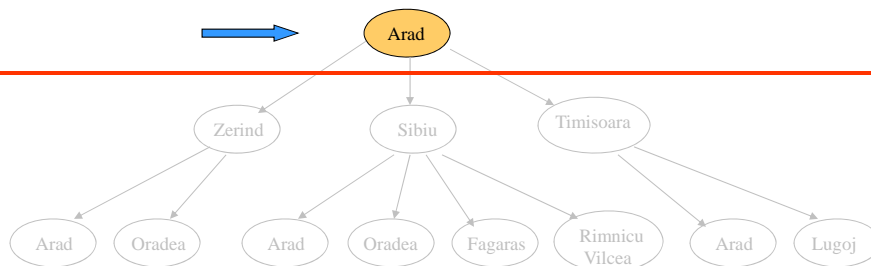 Arad
Zerind
Sibiu
Timisoara
Arad
Oradea
Arad
Oradea
Fagaras
Rimnicu
Vilcea
Arad
Lugoj